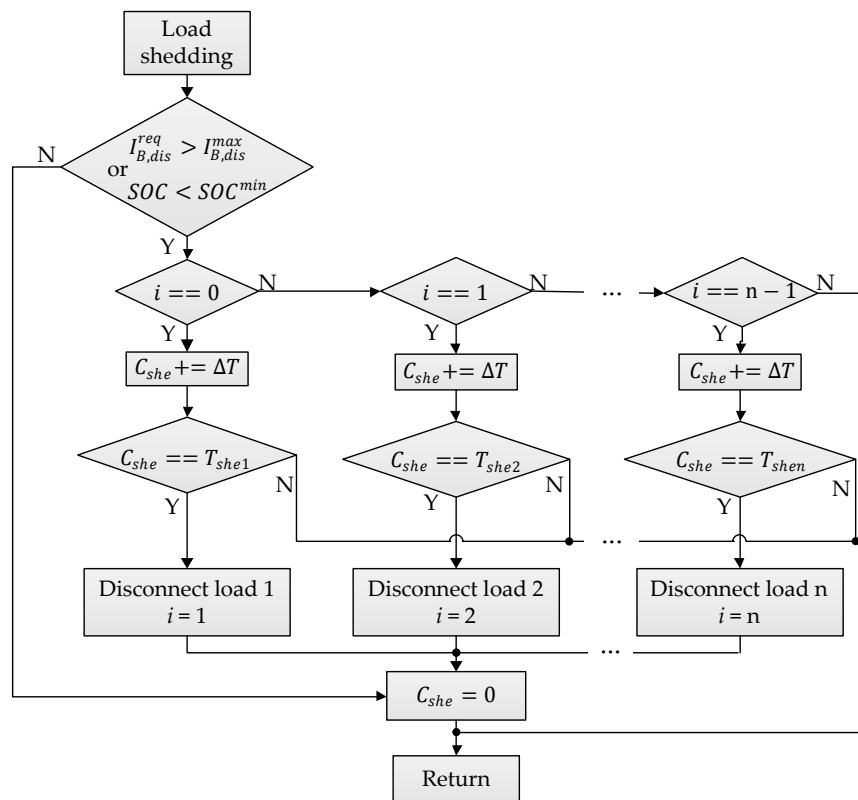 Load
shedding
I_{B,dis}^{req} > I_{B,dis}^{max}
or
SOC < SOC^{min}
N
Y
i == 0
N
i == 1
N
...
i == n − 1
N
Y
Y
Y
C_{she} += ΔT
C_{she} += ΔT
C_{she} += ΔT
C_{she} == T_{she1}
C_{she} == T_{she2}
C_{she} == T_{shen}
N
N
N
Y
Y
Y
...
Disconnect load 1
i = 1
Disconnect load 2
i = 2
Disconnect load n
i = n
...
C_{she} = 0
Return